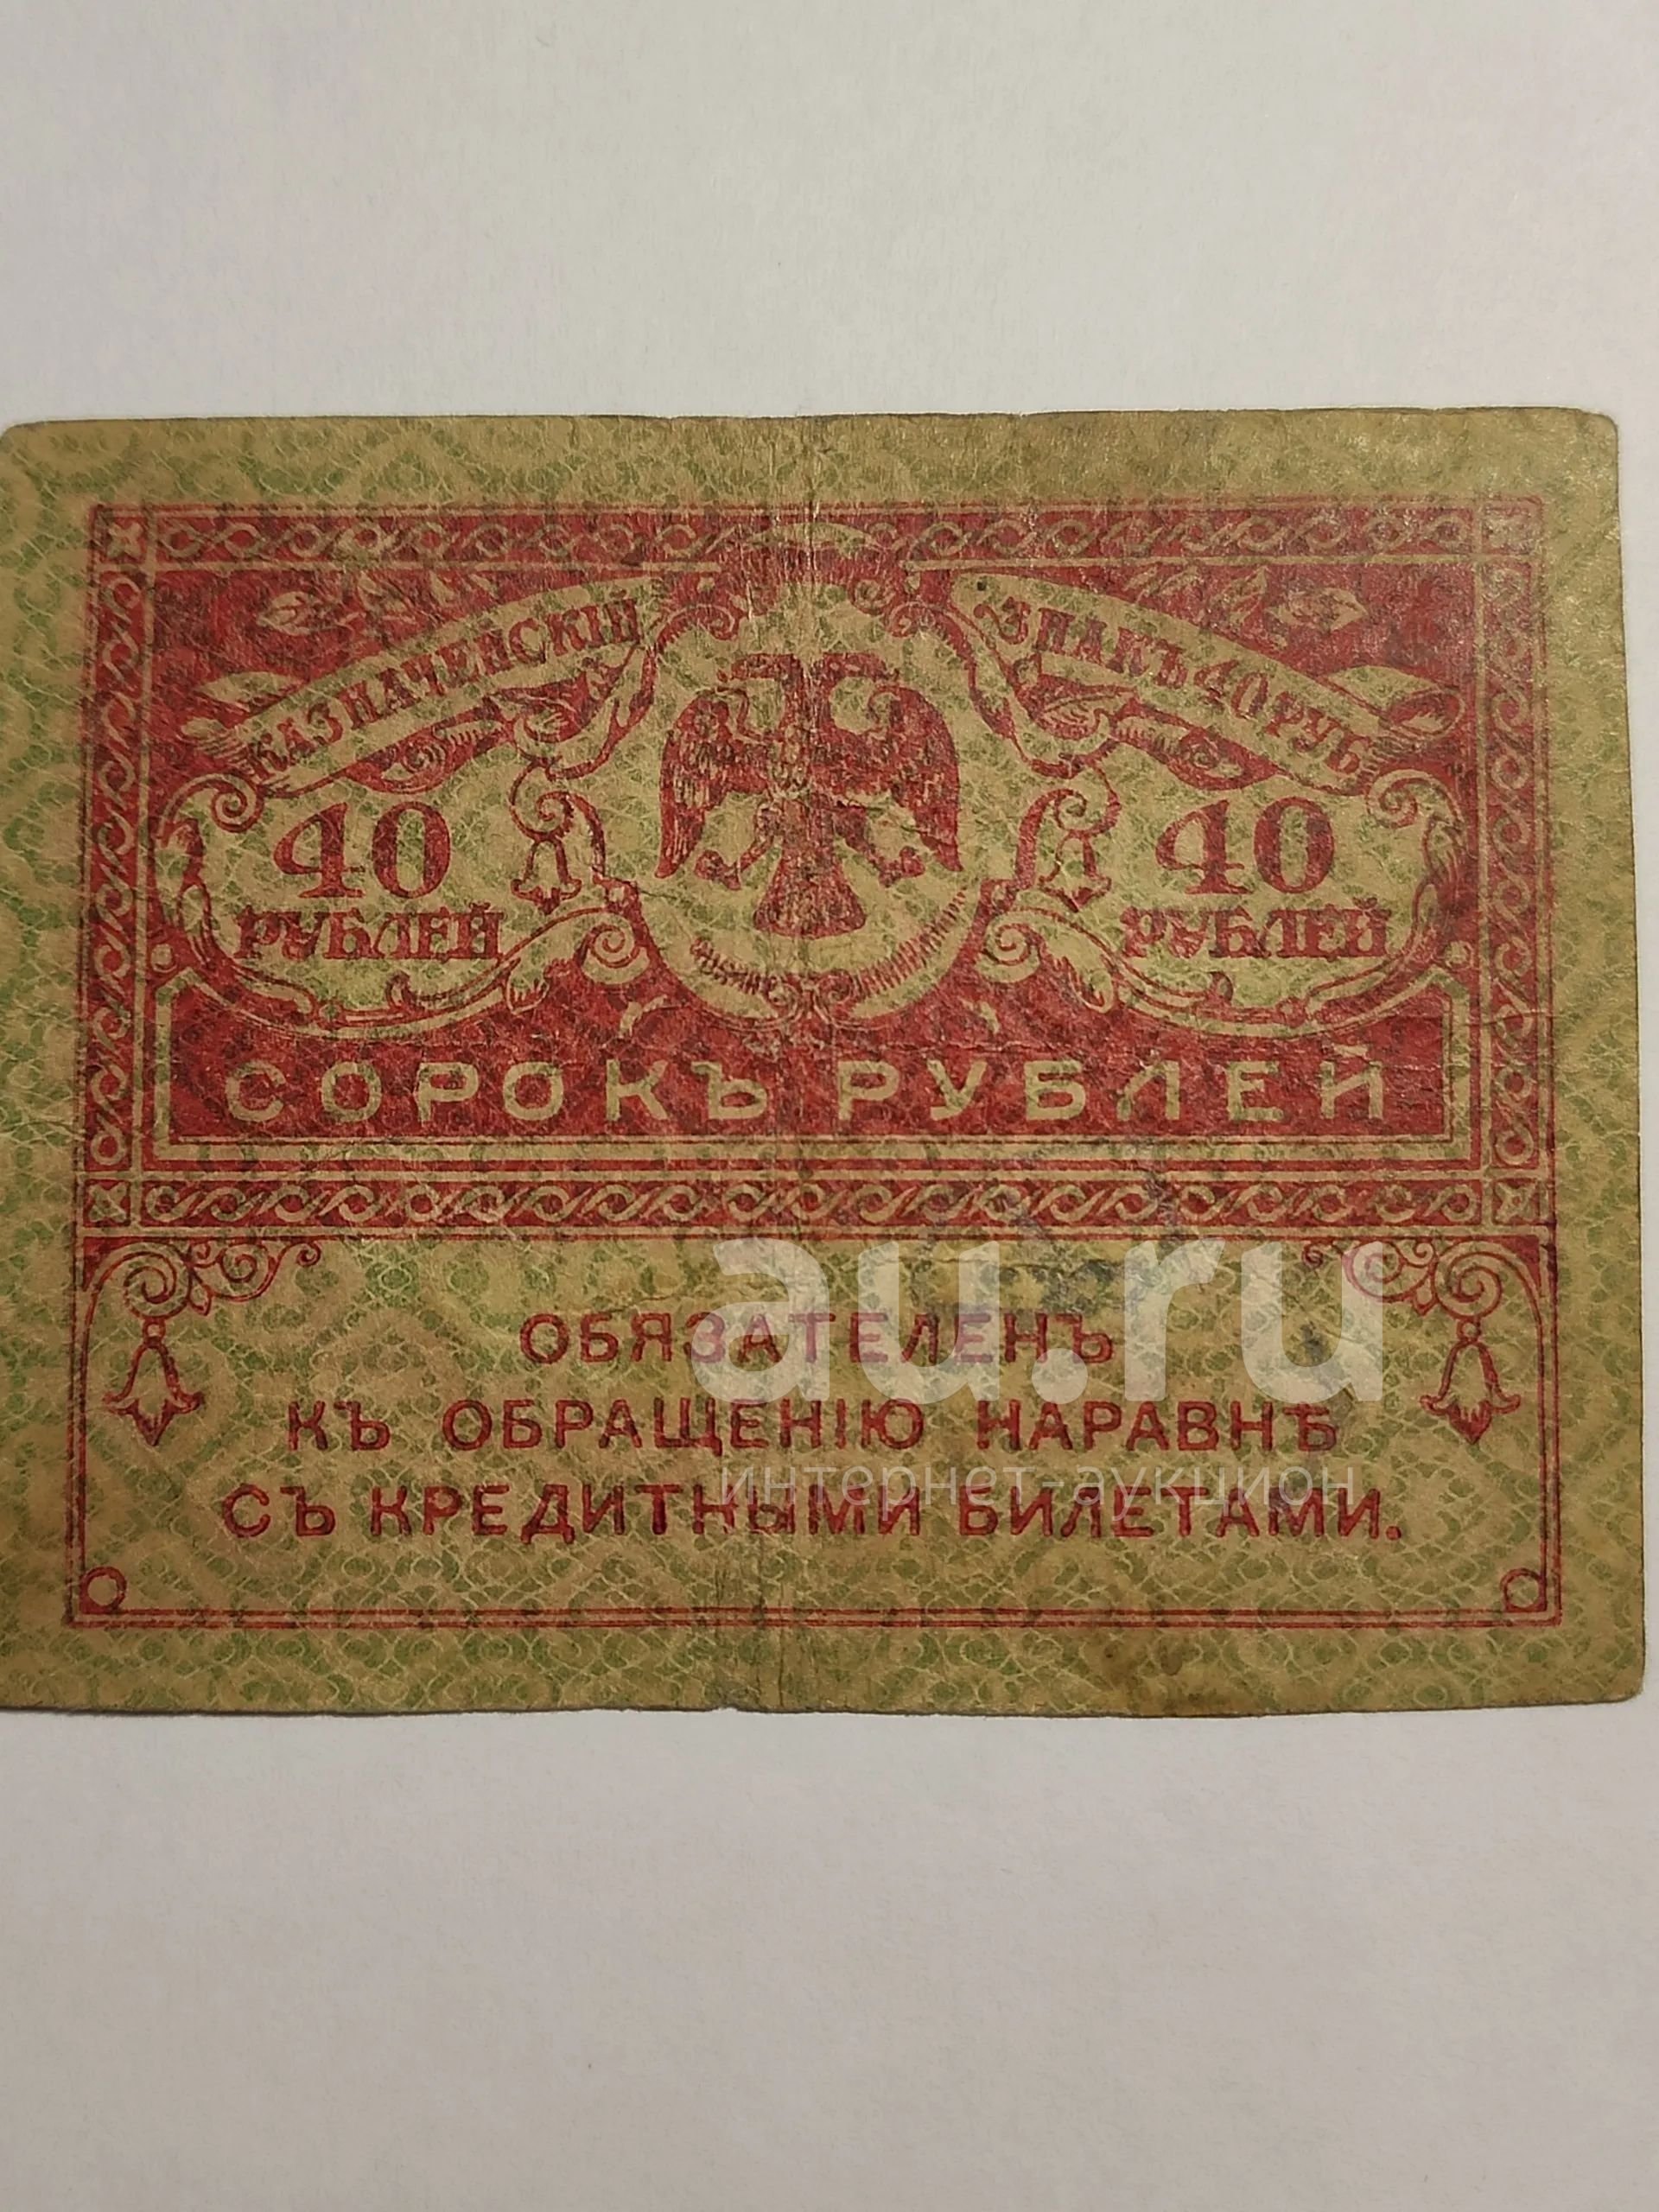 КАЗНАЧЕЙСКІЙ ЗНАКЪ 40 РУБ
40 40
РУБЛЕЙ РУБЛЕЙ
СОРОКЪ РУБЛЕЙ
au.ru
ОБЯЗАТЕЛЕНЪ
КЪ ОБРАЩЕНІЮ НАРАВНѢ
интернет-аукцион
СЪ КРЕДИТНЫМИ БИЛЕТАМИ.